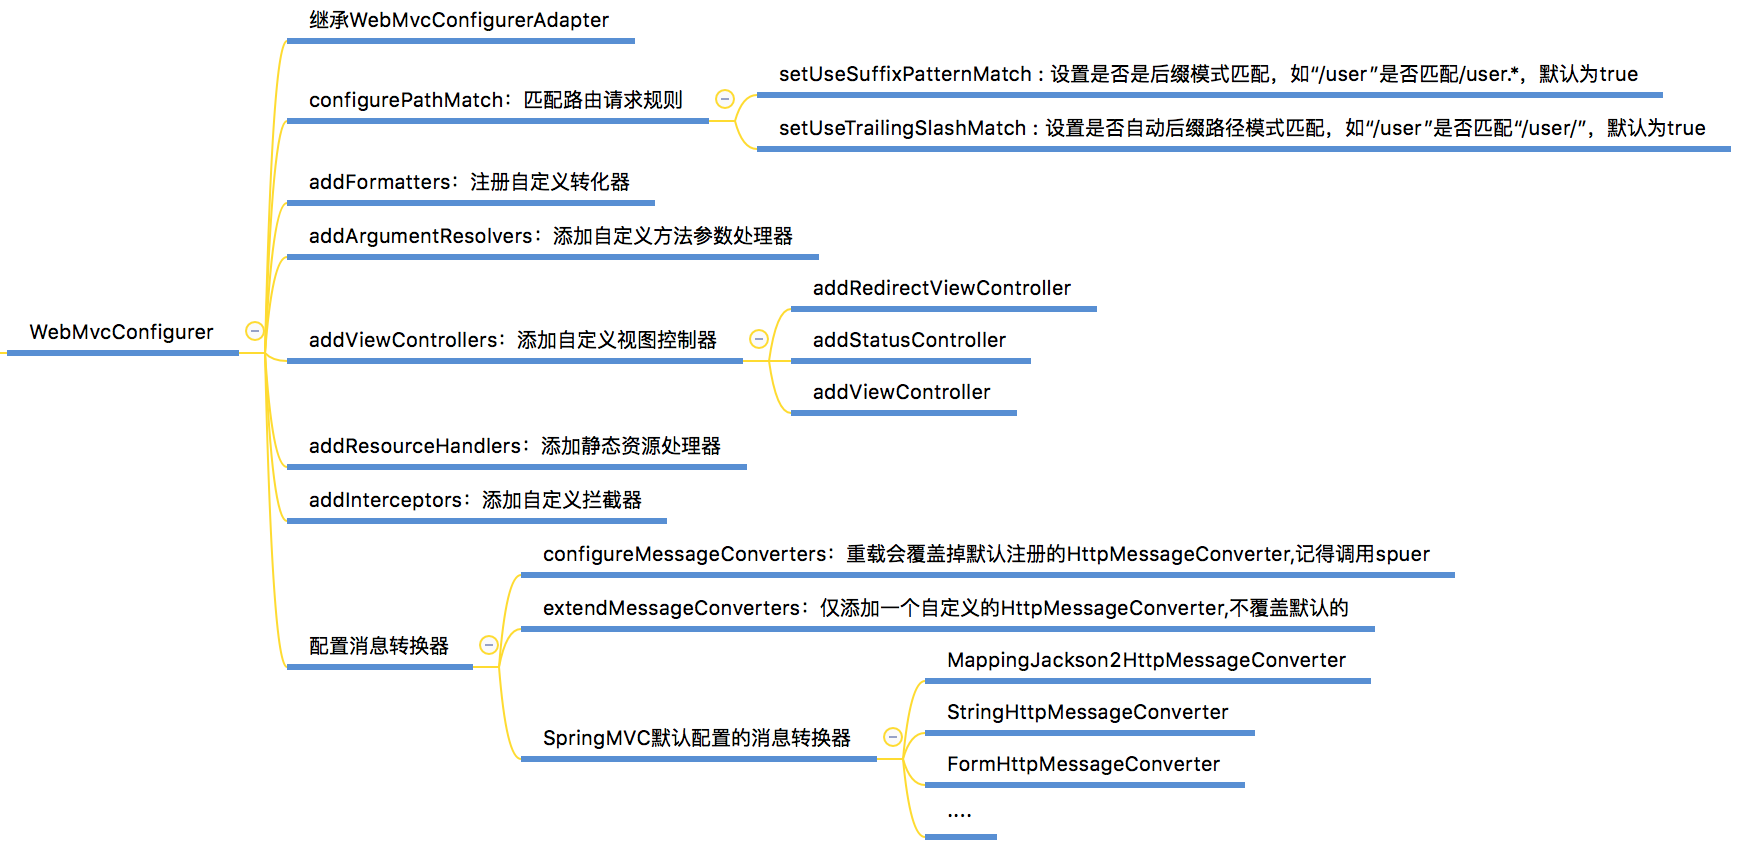 继承WebMvcConfigurerAdapter
setUseSuffixPatternMatch : 设置是否是后缀模式匹配，如“/user”是否匹配/user.*，默认为true
configurePathMatch：匹配路由请求规则
setUseTrailingSlashMatch : 设置是否自动后缀路径模式匹配，如“/user”是否匹配“/user/”，默认为true
addFormatters：注册自定义转化器
addArgumentResolvers：添加自定义方法参数处理器
addRedirectViewController
WebMvcConfigurer
addViewControllers：添加自定义视图控制器
addStatusController
addViewController
addResourceHandlers：添加静态资源处理器
addInterceptors：添加自定义拦截器
configureMessageConverters：重载会覆盖掉默认注册的HttpMessageConverter,记得调用spuer
extendMessageConverters：仅添加一个自定义的HttpMessageConverter,不覆盖默认的
配置消息转换器
MappingJackson2HttpMessageConverter
StringHttpMessageConverter
SpringMVC默认配置的消息转换器
FormHttpMessageConverter
....